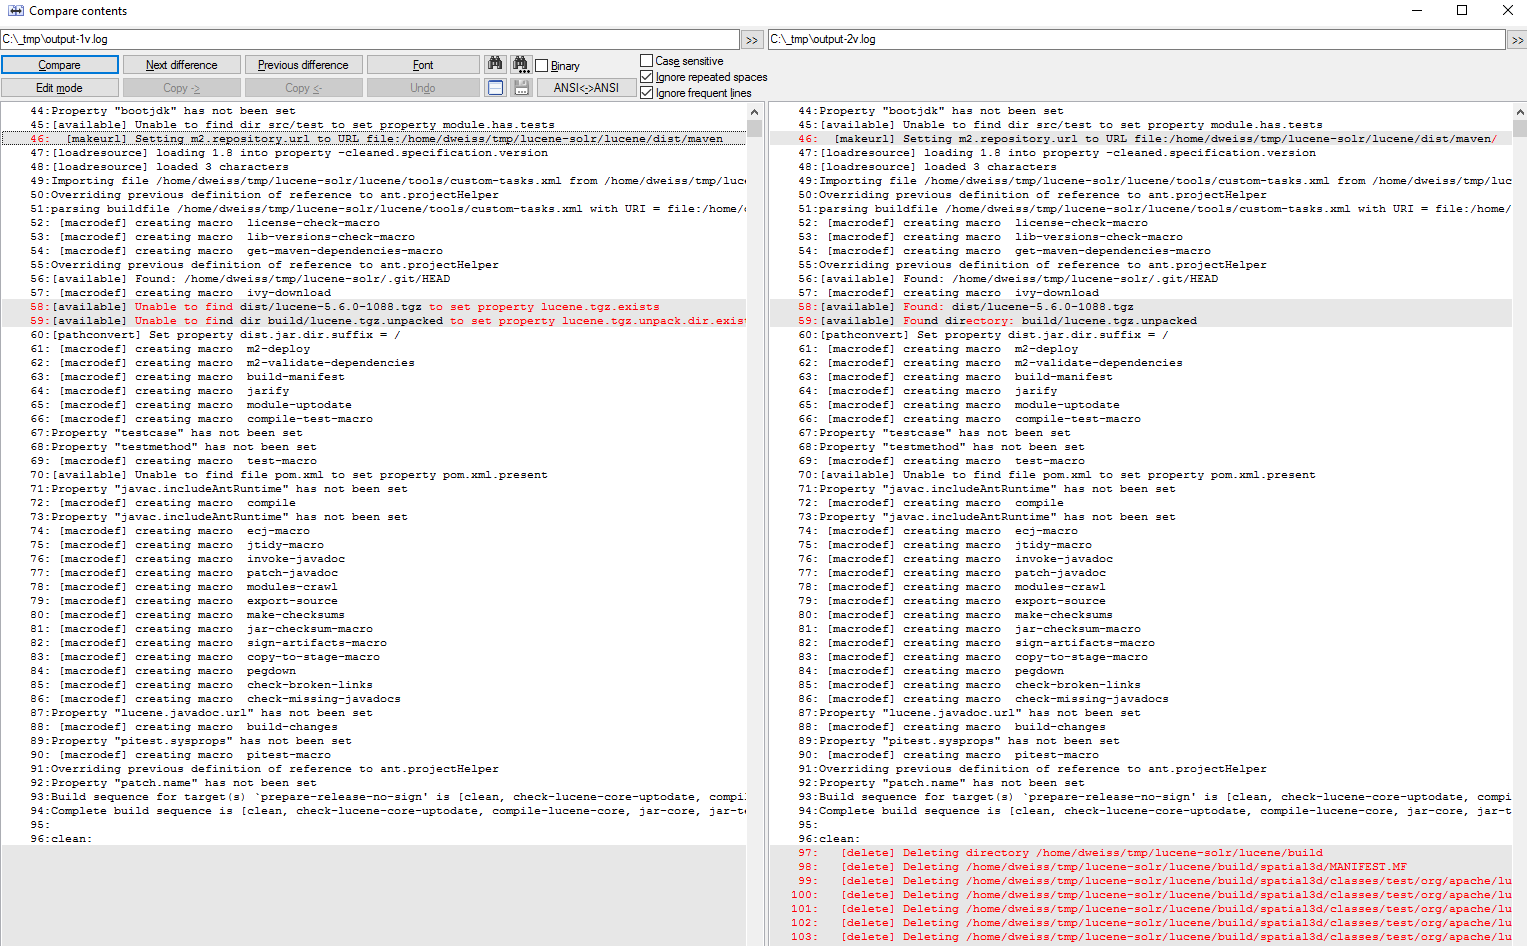 Compare contents
C:\_tmp\output-1v.log
>>
C:\_tmp\output-2v.log
>>
Compare
Next difference
Previous difference
Font
Binary
Case sensitive
Ignore repeated spaces
Edit mode
Copy ->
Copy <-
Undo
ANSI<->ANSI
Ignore frequent lines
44:Property "bootjdk" has not been set
45:[available] Unable to find dir src/test to set property module.has.tests
46:  [makeurl] Setting m2.repository.url to URL file:/home/dweiss/tmp/lucene-solr/lucene/dist/maven
47:[loadresource] loading 1.8 into property -cleaned.specification.version
48:[loadresource] loaded 3 characters
49:Importing file /home/dweiss/tmp/lucene-solr/lucene/tools/custom-tasks.xml from /home/dweiss/tmp/luce
50:Overriding previous definition of reference to ant.projectHelper
51:parsing buildfile /home/dweiss/tmp/lucene-solr/lucene/tools/custom-tasks.xml with URI = file:/home/
52: [macrodef] creating macro  license-check-macro
53: [macrodef] creating macro  lib-versions-check-macro
54: [macrodef] creating macro  get-maven-dependencies-macro
55:Overriding previous definition of reference to ant.projectHelper
56:[available] Found: /home/dweiss/tmp/lucene-solr/.git/HEAD
57: [macrodef] creating macro  ivy-download
58:[available] Unable to find dist/lucene-5.6.0-1088.tgz to set property lucene.tgz.exists
59:[available] Unable to find dir build/lucene.tgz.unpacked to set property lucene.tgz.unpack.dir.exis
60:[pathconvert] Set property dist.jar.dir.suffix = /
61: [macrodef] creating macro  m2-deploy
62: [macrodef] creating macro  m2-validate-dependencies
63: [macrodef] creating macro  build-manifest
64: [macrodef] creating macro  jarify
65: [macrodef] creating macro  module-uptodate
66: [macrodef] creating macro  compile-test-macro
67:Property "testcase" has not been set
68:Property "testmethod" has not been set
69: [macrodef] creating macro  test-macro
70:[available] Unable to find file pom.xml to set property pom.xml.present
71:Property "javac.includeAntRuntime" has not been set
72: [macrodef] creating macro  compile
73:Property "javac.includeAntRuntime" has not been set
74: [macrodef] creating macro  ecj-macro
75: [macrodef] creating macro  jtidy-macro
76: [macrodef] creating macro  invoke-javadoc
77: [macrodef] creating macro  patch-javadoc
78: [macrodef] creating macro  modules-crawl
79: [macrodef] creating macro  export-source
80: [macrodef] creating macro  make-checksums
81: [macrodef] creating macro  jar-checksum-macro
82: [macrodef] creating macro  sign-artifacts-macro
83: [macrodef] creating macro  copy-to-stage-macro
84: [macrodef] creating macro  pegdown
85: [macrodef] creating macro  check-broken-links
86: [macrodef] creating macro  check-missing-javadocs
87:Property "lucene.javadoc.url" has not been set
88: [macrodef] creating macro  build-changes
89:Property "pitest.sysprops" has not been set
90: [macrodef] creating macro  pitest-macro
91:Overriding previous definition of reference to ant.projectHelper
92:Property "patch.name" has not been set
93:Build sequence for target(s) `prepare-release-no-sign' is [clean, check-lucene-core-uptodate, compil
94:Complete build sequence is [clean, check-lucene-core-uptodate, compile-lucene-core, jar-core, jar-t
95:
96:clean:
44:Property "bootjdk" has not been set
45:[available] Unable to find dir src/test to set property module.has.tests
46:  [makeurl] Setting m2.repository.url to URL file:/home/dweiss/tmp/lucene-solr/lucene/dist/maven/
47:[loadresource] loading 1.8 into property -cleaned.specification.version
48:[loadresource] loaded 3 characters
49:Importing file /home/dweiss/tmp/lucene-solr/lucene/tools/custom-tasks.xml from /home/dweiss/tmp/luc
50:Overriding previous definition of reference to ant.projectHelper
51:parsing buildfile /home/dweiss/tmp/lucene-solr/lucene/tools/custom-tasks.xml with URI = file:/home/
52: [macrodef] creating macro  license-check-macro
53: [macrodef] creating macro  lib-versions-check-macro
54: [macrodef] creating macro  get-maven-dependencies-macro
55:Overriding previous definition of reference to ant.projectHelper
56:[available] Found: /home/dweiss/tmp/lucene-solr/.git/HEAD
57: [macrodef] creating macro  ivy-download
58:[available] Found: dist/lucene-5.6.0-1088.tgz
59:[available] Found directory: build/lucene.tgz.unpacked
60:[pathconvert] Set property dist.jar.dir.suffix = /
61: [macrodef] creating macro  m2-deploy
62: [macrodef] creating macro  m2-validate-dependencies
63: [macrodef] creating macro  build-manifest
64: [macrodef] creating macro  jarify
65: [macrodef] creating macro  module-uptodate
66: [macrodef] creating macro  compile-test-macro
67:Property "testcase" has not been set
68:Property "testmethod" has not been set
69: [macrodef] creating macro  test-macro
70:[available] Unable to find file pom.xml to set property pom.xml.present
71:Property "javac.includeAntRuntime" has not been set
72: [macrodef] creating macro  compile
73:Property "javac.includeAntRuntime" has not been set
74: [macrodef] creating macro  ecj-macro
75: [macrodef] creating macro  jtidy-macro
76: [macrodef] creating macro  invoke-javadoc
77: [macrodef] creating macro  patch-javadoc
78: [macrodef] creating macro  modules-crawl
79: [macrodef] creating macro  export-source
80: [macrodef] creating macro  make-checksums
81: [macrodef] creating macro  jar-checksum-macro
82: [macrodef] creating macro  sign-artifacts-macro
83: [macrodef] creating macro  copy-to-stage-macro
84: [macrodef] creating macro  pegdown
85: [macrodef] creating macro  check-broken-links
86: [macrodef] creating macro  check-missing-javadocs
87:Property "lucene.javadoc.url" has not been set
88: [macrodef] creating macro  build-changes
89:Property "pitest.sysprops" has not been set
90: [macrodef] creating macro  pitest-macro
91:Overriding previous definition of reference to ant.projectHelper
92:Property "patch.name" has not been set
93:Build sequence for target(s) `prepare-release-no-sign' is [clean, check-lucene-core-uptodate, compi
94:Complete build sequence is [clean, check-lucene-core-uptodate, compile-lucene-core, jar-core, jar-t
95:
96:clean:
97:   [delete] Deleting directory /home/dweiss/tmp/lucene-solr/lucene/build
98:   [delete] Deleting /home/dweiss/tmp/lucene-solr/lucene/build/spatial3d/MANIFEST.MF
99:   [delete] Deleting /home/dweiss/tmp/lucene-solr/lucene/build/spatial3d/classes/test/org/apache/lu
100:   [delete] Deleting /home/dweiss/tmp/lucene-solr/lucene/build/spatial3d/classes/test/org/apache/lu
101:   [delete] Deleting /home/dweiss/tmp/lucene-solr/lucene/build/spatial3d/classes/test/org/apache/lu
102:   [delete] Deleting /home/dweiss/tmp/lucene-solr/lucene/build/spatial3d/classes/test/org/apache/lu
103:   [delete] Deleting /home/dweiss/tmp/lucene-solr/lucene/build/spatial3d/classes/test/org/apache/lu